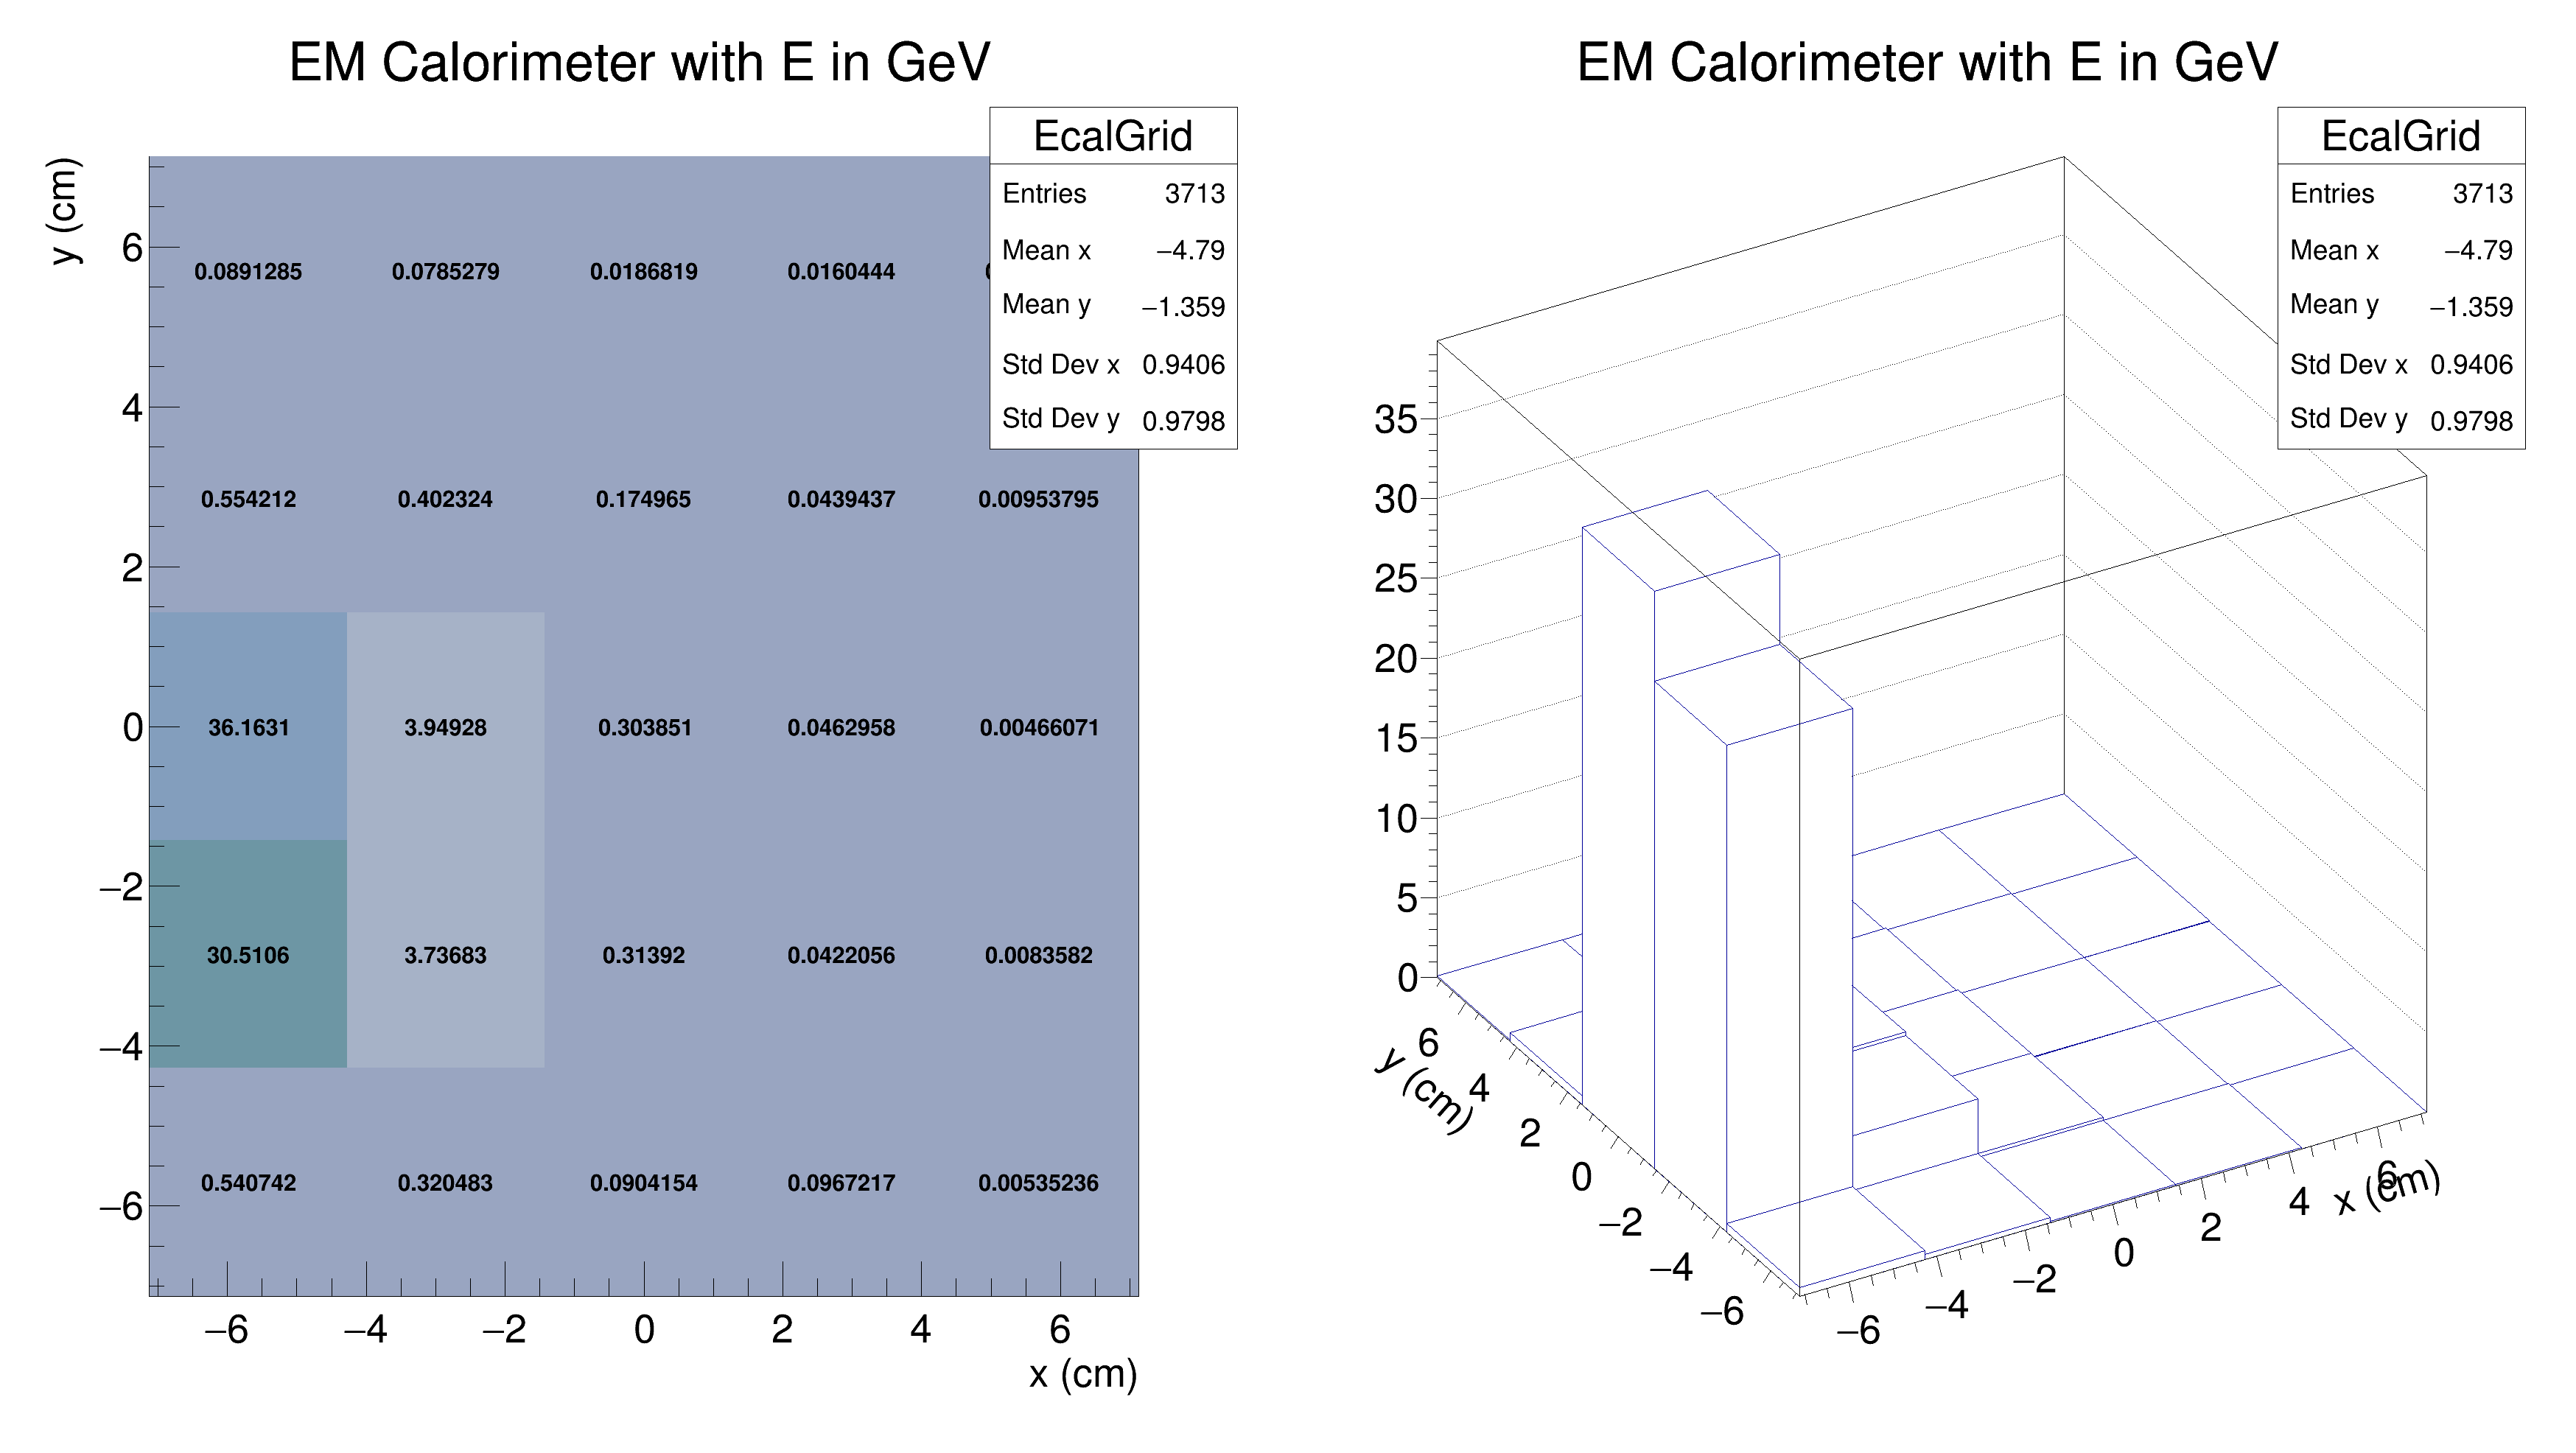 EM Calorimeter with E in GeV
EcalGrid
Entries 3713
Mean x −4.79
Mean y −1.359
Std Dev x 0.9406
Std Dev y 0.9798
y (cm)
6
4
2
0
−2
−4
−6
0.0891285 0.0785279 0.0186819 0.0160444
0.554212 0.402324 0.174965 0.0439437 0.00953795
36.1631 3.94928 0.303851 0.0462958 0.00466071
30.5106 3.73683 0.31392 0.0422056 0.0083582
0.540742 0.320483 0.0904154 0.0967217 0.00535236
−6 −4 −2 0 2 4 6
x (cm)
EM Calorimeter with E in GeV
EcalGrid
Entries 3713
Mean x −4.79
Mean y −1.359
Std Dev x 0.9406
Std Dev y 0.9798
35
30
25
20
15
10
5
0
y (cm)
6
4
2
0
−2
−4
−6
−6
−4
−2
0
2
4
6
x (cm)